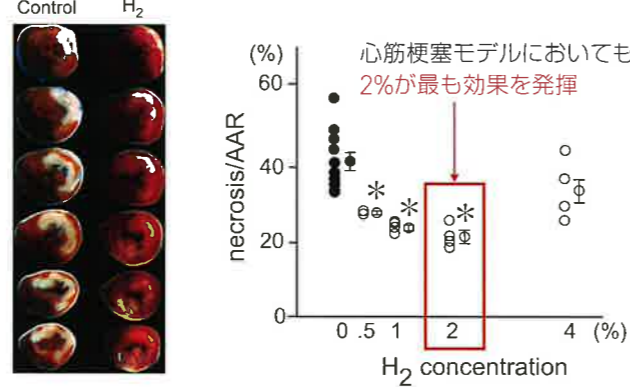 Control H₂
心筋梗塞モデルにおいても
2%が最も効果を発揮
(%)
60
40
20
0
necrosis/AAR
*
*
*
0 .5 1 2 4 (%)
H₂ concentration